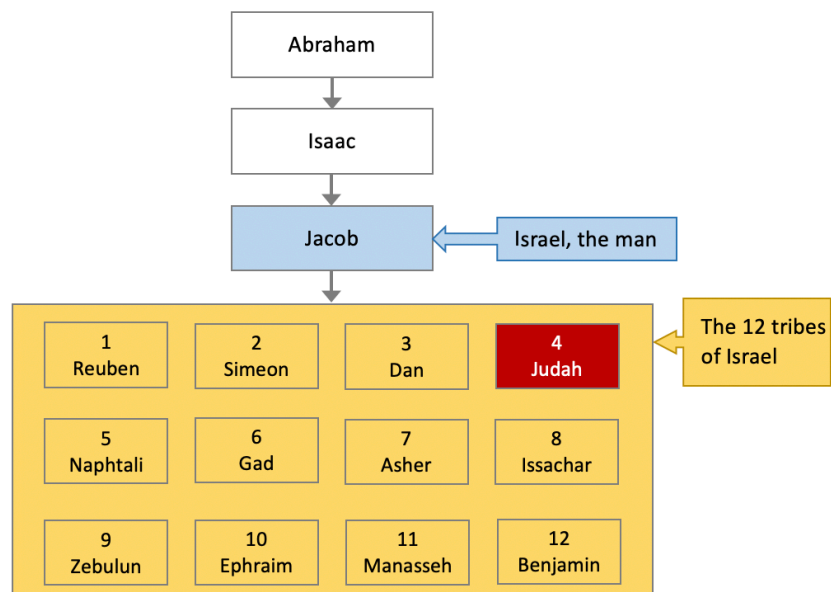 Abraham
Isaac
Jacob
Israel, the man
The 12 tribes
of Israel
1
Reuben
2
Simeon
3
Dan
4
Judah
5
Naphtali
6
Gad
7
Asher
8
Issachar
9
Zebulun
10
Ephraim
11
Manasseh
12
Benjamin